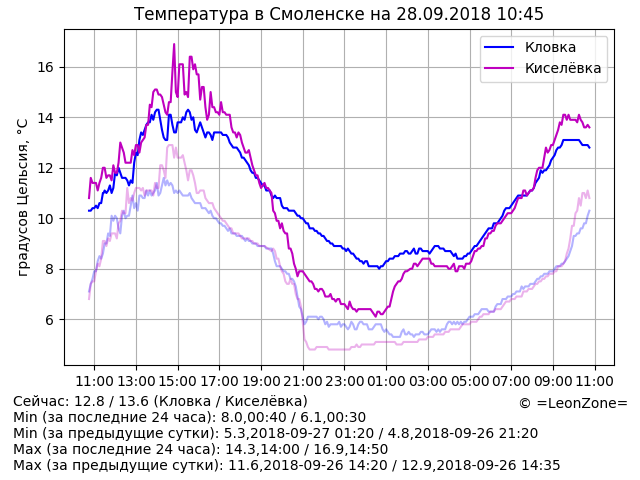 Температура в Смоленске на 28.09.2018 10:45
Кловка
Киселёвка
градусов Цельсия, °C
16
14
12
10
8
6
11:00 13:00 15:00 17:00 19:00 21:00 23:00 01:00 03:00 05:00 07:00 09:00 11:00
Сейчас: 12.8 / 13.6 (Кловка / Киселёвка)
© =LeonZone=
Min (за последние 24 часа): 8.0,00:40 / 6.1,00:30
Min (за предыдущие сутки): 5.3,2018-09-27 01:20 / 4.8,2018-09-26 21:20
Max (за последние 24 часа): 14.3,14:00 / 16.9,14:50
Max (за предыдущие сутки): 11.6,2018-09-26 14:20 / 12.9,2018-09-26 14:35